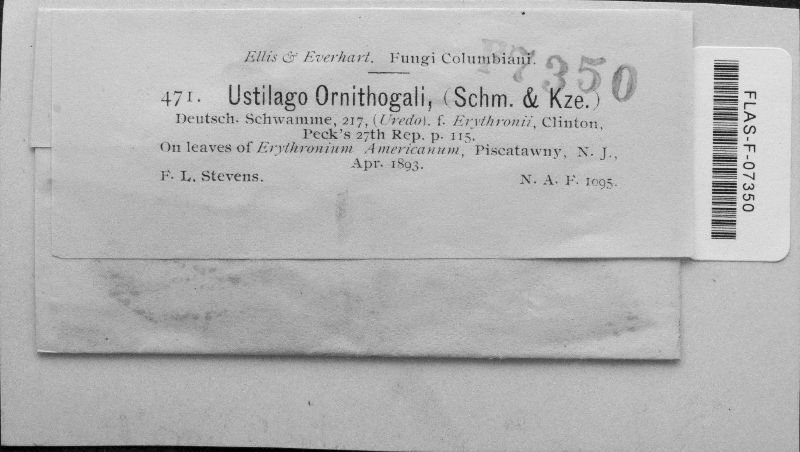 Ellis & Everhart. Fungi Columbiani.
F7350
471. Ustilago Ornithogali, (Schm. & Kze.)
Deutsch. Schwamme, 217, (Uredo). f. Erythronii, Clinton,
Peck's 27th Rep. p. 115.
On leaves of Erythronium Americanum, Piscatawny, N. J.,
Apr. 1893.
F. L. Stevens. N. A. F. 1095.
FLAS-F-07350